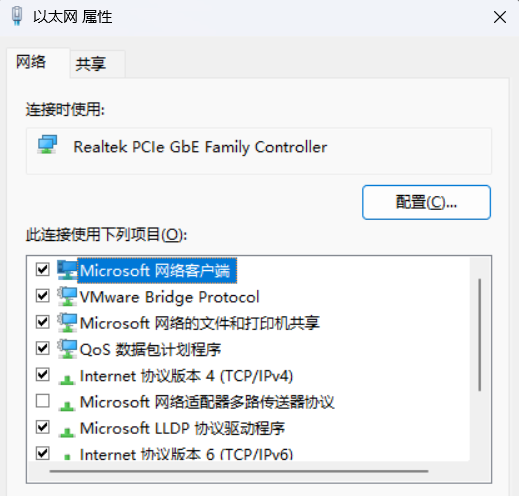 以太网 属性
网络
共享
连接时使用:
Realtek PCIe GbE Family Controller
配置(C)...
此连接使用下列项目(O):
Microsoft 网络客户端
VMware Bridge Protocol
Microsoft 网络的文件和打印机共享
QoS 数据包计划程序
Internet 协议版本 4 (TCP/IPv4)
Microsoft 网络适配器多路传送器协议
Microsoft LLDP 协议驱动程序
Internet 协议版本 6 (TCP/IPv6)